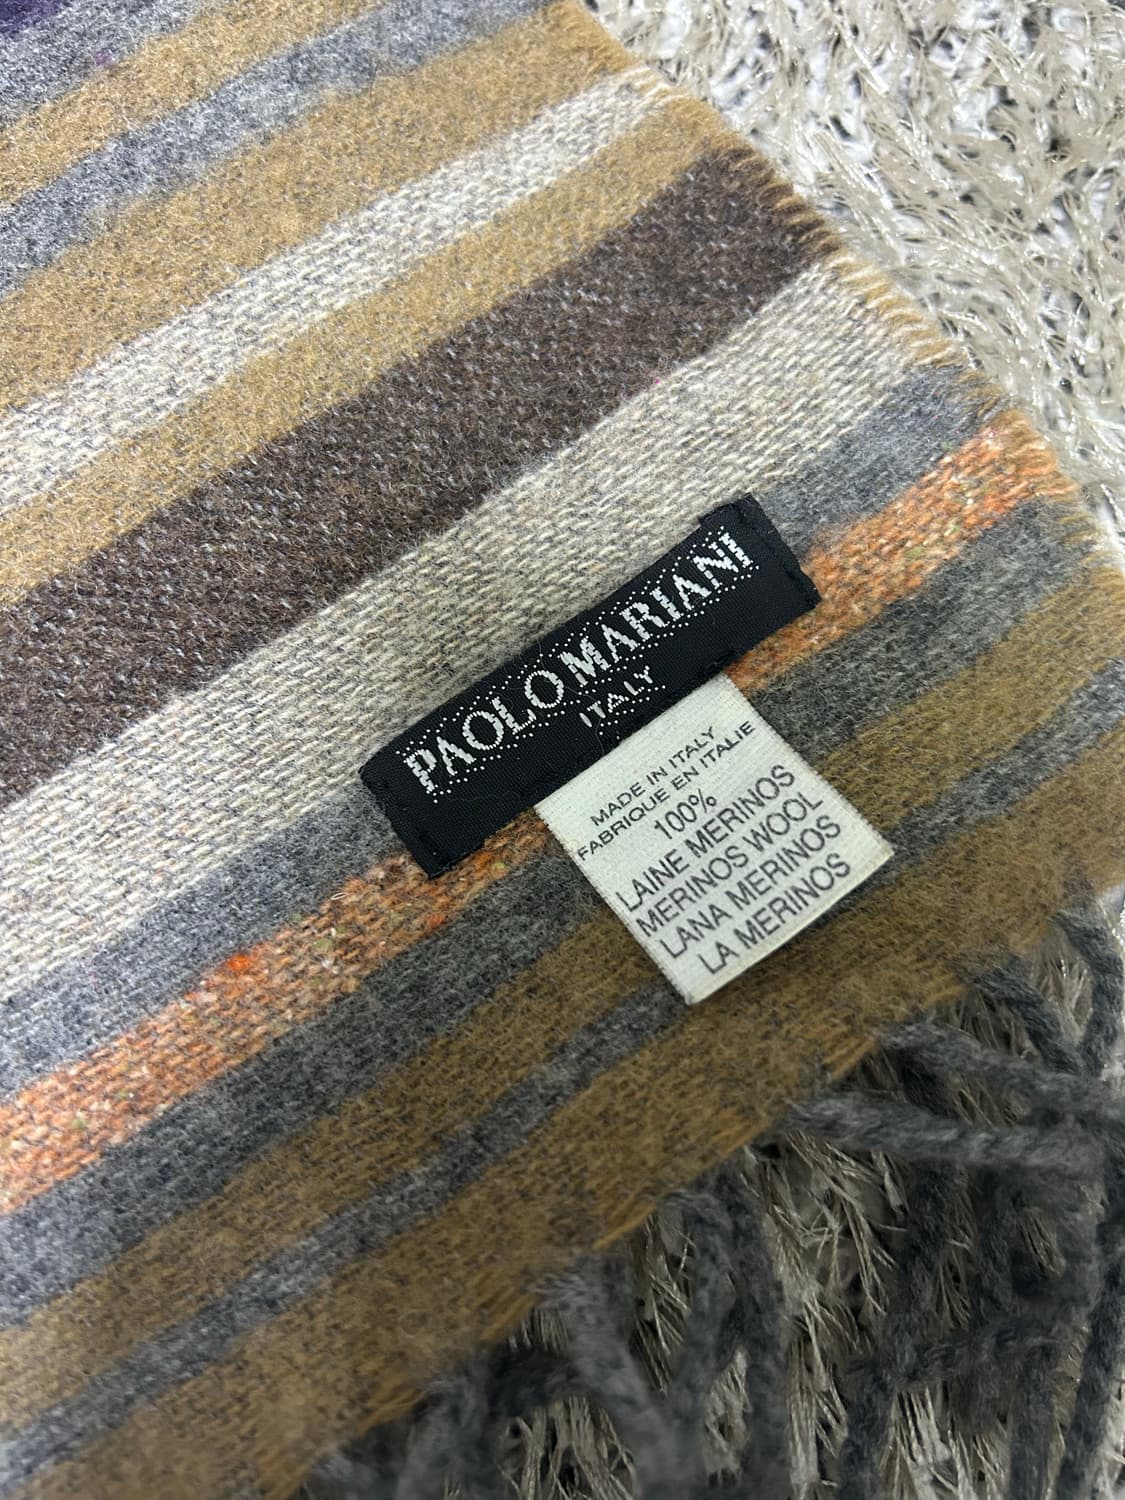 PAOLO MARIANI
ITALY
MADE IN ITALY
FABRIQUE EN ITALIE
100%
LAINE MERINOS
MERINOS WOOL
LANA MERINOS
LA MERINOS